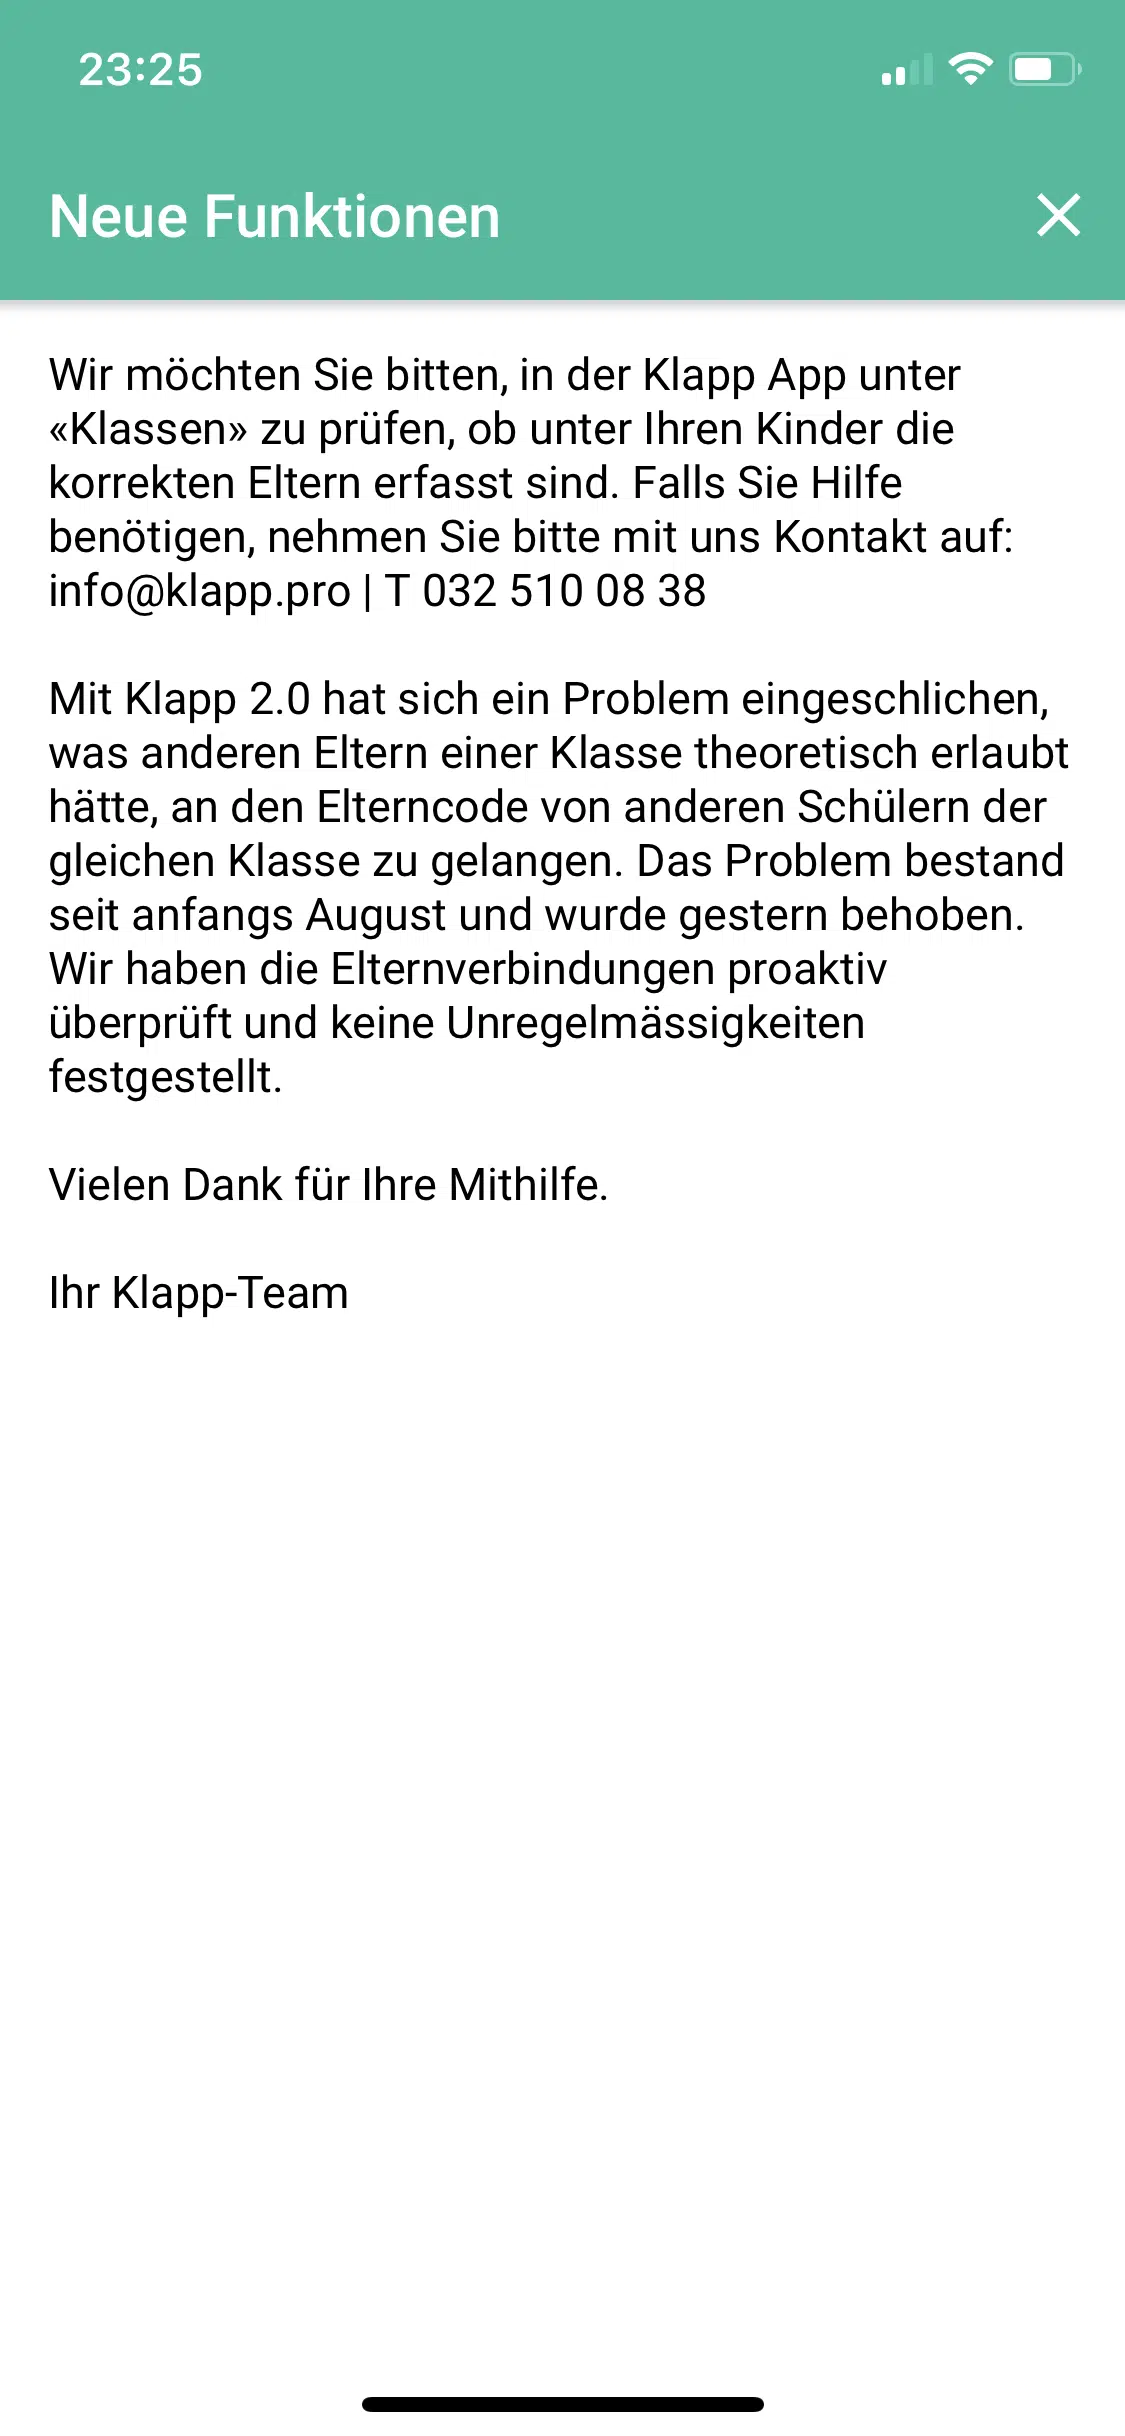 23:25
Neue Funktionen
Wir möchten Sie bitten, in der Klapp App unter
«Klassen» zu prüfen, ob unter Ihren Kinder die
korrekten Eltern erfasst sind. Falls Sie Hilfe
benötigen, nehmen Sie bitte mit uns Kontakt auf:
info@klapp.pro | T 032 510 08 38
Mit Klapp 2.0 hat sich ein Problem eingeschlichen,
was anderen Eltern einer Klasse theoretisch erlaubt
hätte, an den Elterncode von anderen Schülern der
gleichen Klasse zu gelangen. Das Problem bestand
seit anfangs August und wurde gestern behoben.
Wir haben die Elternverbindungen proaktiv
überprüft und keine Unregelmässigkeiten
festgestellt.
Vielen Dank für Ihre Mithilfe.
Ihr Klapp-Team